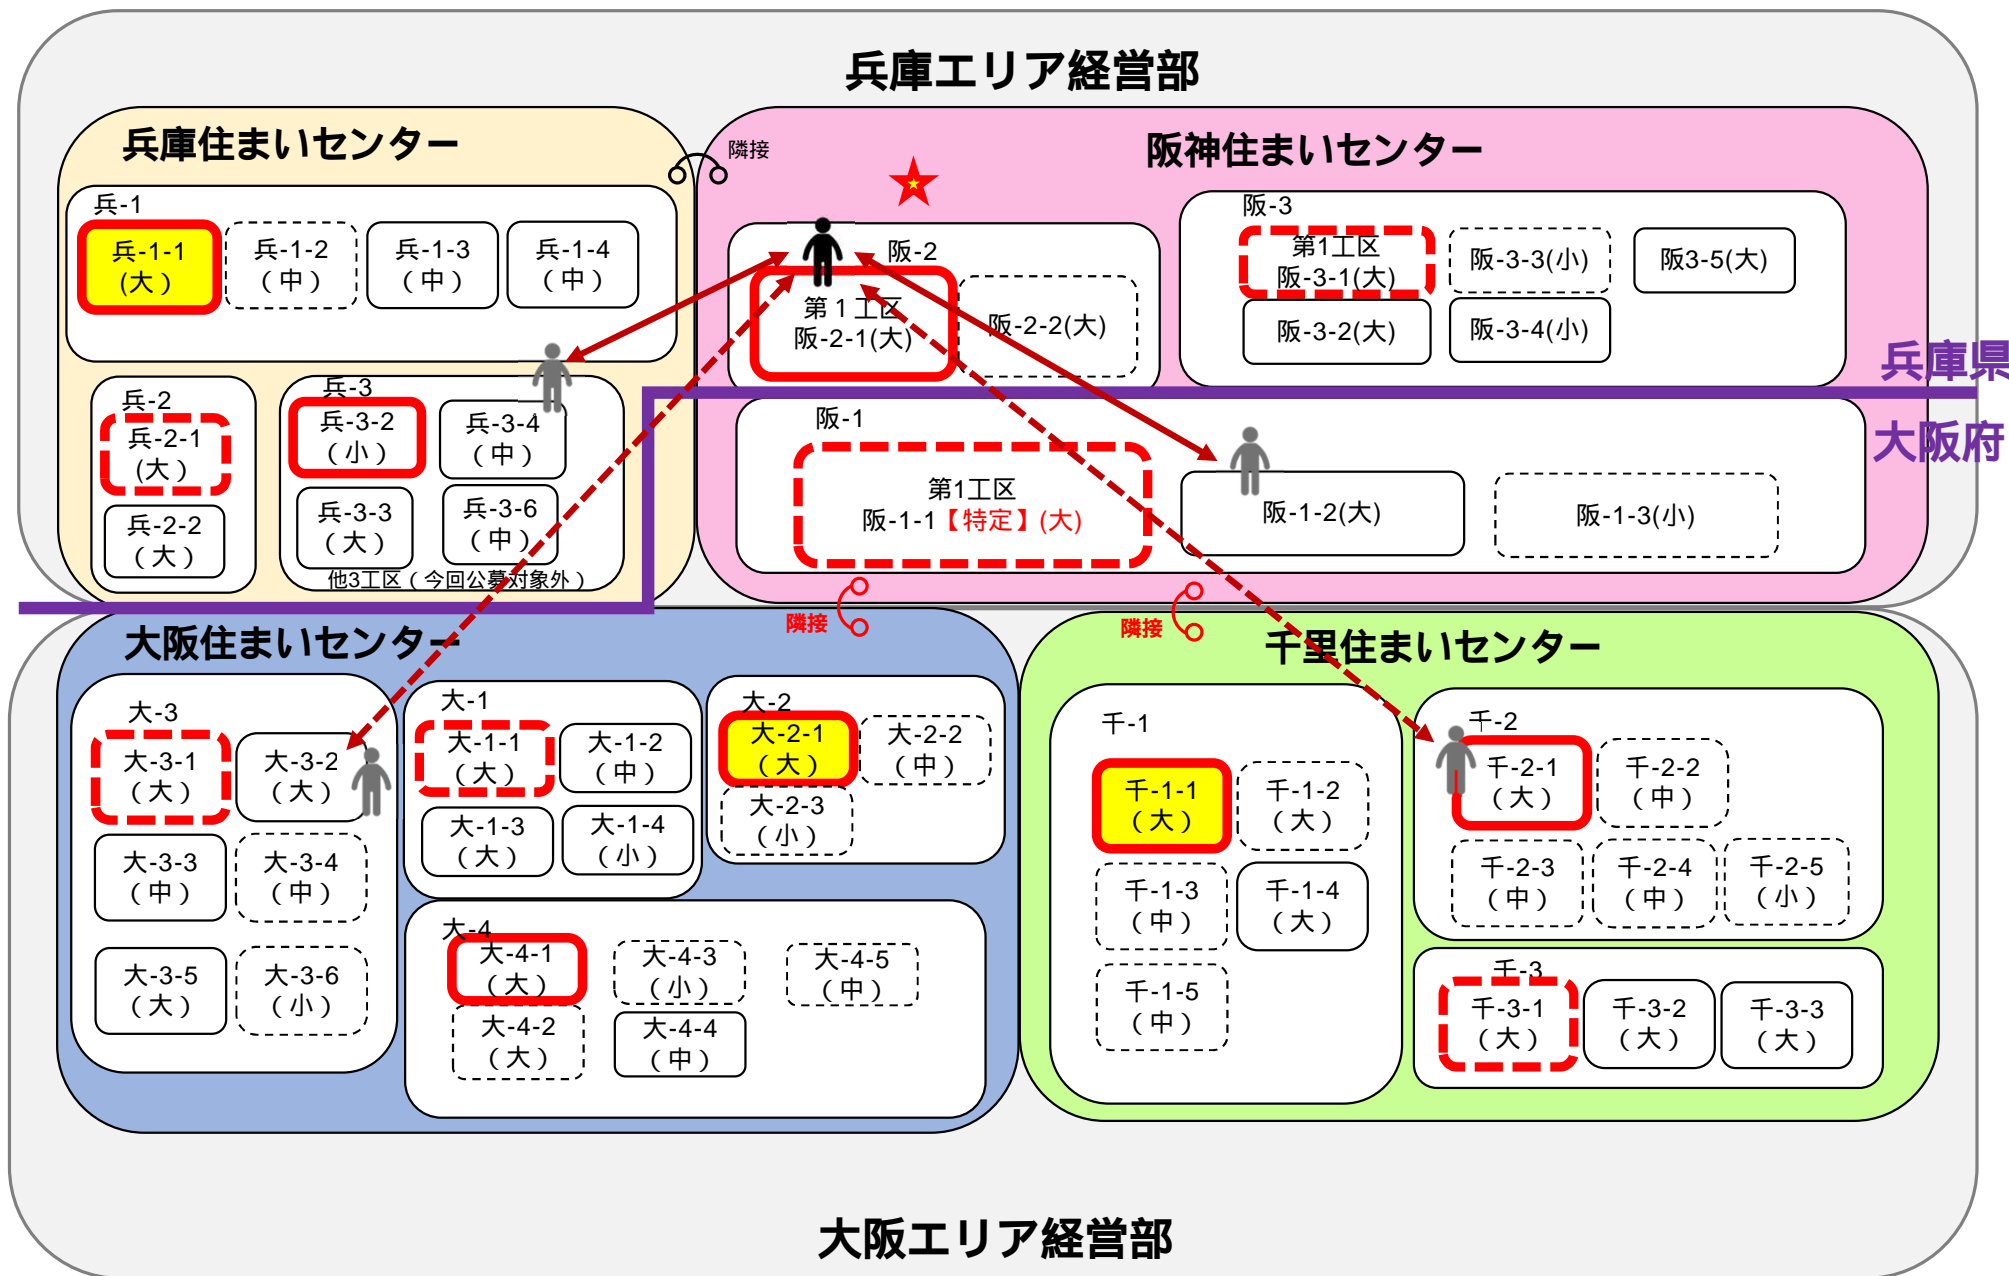 兵庫エリア経営部
兵庫住まいセンター
隣接
阪神住まいセンター
兵-1
兵-1-1
(大)
兵-1-2
(中)
兵-1-3
(中)
兵-1-4
(中)
兵-2
兵-2-1
(大)
兵-2-2
(大)
兵-3
兵-3-2
(小)
兵-3-4
(中)
兵-3-3
(大)
兵-3-6
(中)
他3工区(今回公募対象外)
阪-2
第1工区
阪-2-1(大)
阪-2-2(大)
阪-3
第1工区
阪-3-1(大)
阪-3-3(小)
阪3-5(大)
阪-3-2(大)
阪-3-4(小)
兵庫県
大阪府
阪-1
第1工区
阪-1-1【特定】(大)
阪-1-2(大)
阪-1-3(小)
隣接
隣接
大阪住まいセンター
千里住まいセンター
大-3
大-3-1
(大)
大-3-2
(大)
大-3-3
(中)
大-3-4
(中)
大-3-5
(大)
大-3-6
(小)
大-1
大-1-1
(大)
大-1-2
(中)
大-1-3
(大)
大-1-4
(小)
大-2
大-2-1
(大)
大-2-2
(中)
大-2-3
(小)
大-4
大-4-1
(大)
大-4-3
(小)
大-4-5
(中)
大-4-2
(大)
大-4-4
(中)
千-1
千-1-1
(大)
千-1-2
(大)
千-1-3
(中)
千-1-4
(大)
千-1-5
(中)
千-2
千-2-1
(大)
千-2-2
(中)
千-2-3
(中)
千-2-4
(中)
千-2-5
(小)
千-3
千-3-1
(大)
千-3-2
(大)
千-3-3
(大)
大阪エリア経営部